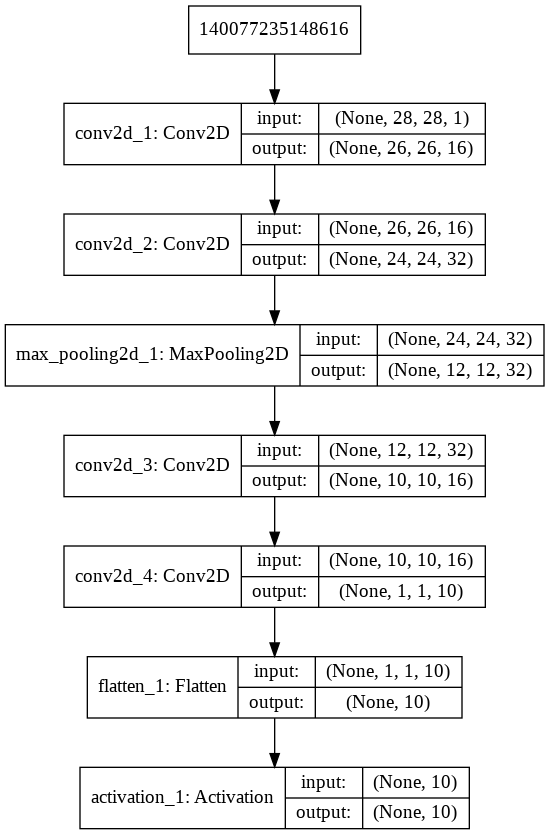 140077235148616
conv2d_1: Conv2D
input:
(None, 28, 28, 1)
output:
(None, 26, 26, 16)
conv2d_2: Conv2D
input:
(None, 26, 26, 16)
output:
(None, 24, 24, 32)
max_pooling2d_1: MaxPooling2D
input:
(None, 24, 24, 32)
output:
(None, 12, 12, 32)
conv2d_3: Conv2D
input:
(None, 12, 12, 32)
output:
(None, 10, 10, 16)
conv2d_4: Conv2D
input:
(None, 10, 10, 16)
output:
(None, 1, 1, 10)
flatten_1: Flatten
input:
(None, 1, 1, 10)
output:
(None, 10)
activation_1: Activation
input:
(None, 10)
output:
(None, 10)